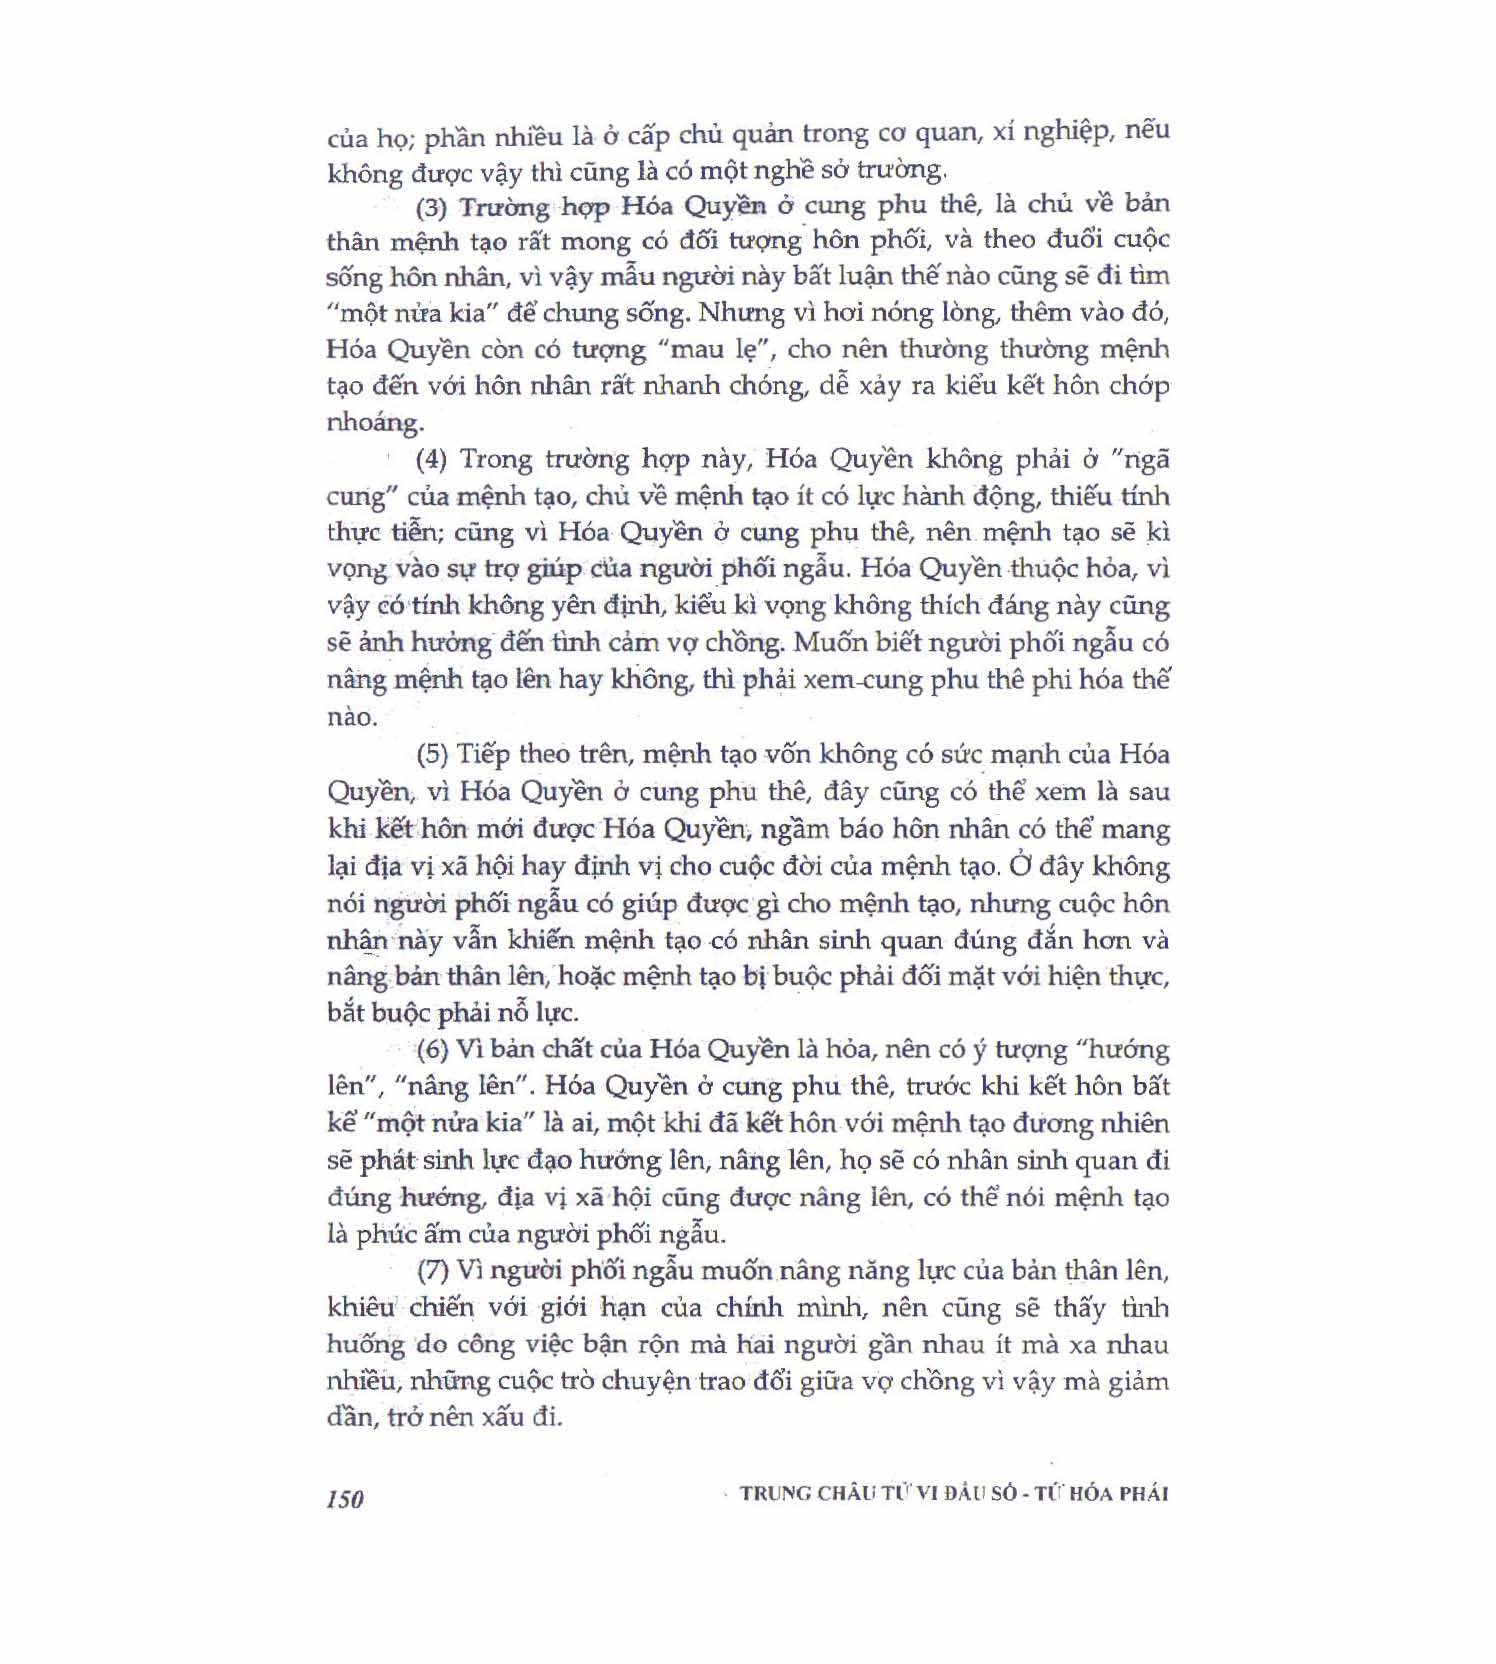 của họ; phần nhiều là ở cấp chủ quản trong cơ quan, xí nghiệp, nếu
không được vậy thì cũng là có một nghề sở trường.
(3) Trường hợp Hóa Quyền ở cung phu thê, là chủ về bản
thân mệnh tạo rất mong có đối tượng hôn phối, và theo đuổi cuộc
sống hôn nhân, vì vậy mẫu người này bất luận thế nào cũng sẽ đi tìm
"một nửa kia" để chung sống. Nhưng vì hơi nóng lòng, thêm vào đó,
Hóa Quyền còn có tượng "mau lẹ", cho nên thường thường mệnh
tạo đến với hôn nhân rất nhanh chóng, dễ xảy ra kiểu kết hôn chớp
nhoáng.
(4) Trong trường hợp này, Hóa Quyền không phải ở "ngã
cung" của mệnh tạo, chủ về mệnh tạo ít có lực hành động, thiếu tính
thực tiễn; cũng vì Hóa Quyền ở cung phu thê, nên mệnh tạo sẽ kì
vọng vào sự trợ giúp của người phối ngẫu. Hóa Quyền thuộc hỏa, vì
vậy có tính không yên định, kiểu kì vọng không thích đáng này cũng
sẽ ảnh hưởng đến tình cảm vợ chồng. Muốn biết người phối ngẫu có
nâng mệnh tạo lên hay không, thì phải xem cung phu thê phi hóa thế
nào.
(5) Tiếp theo trên, mệnh tạo vốn không có sức mạnh của Hóa
Quyền, vì Hóa Quyền ở cung phu thê, đây cũng có thể xem là sau
khi kết hôn mới được Hóa Quyền, ngầm báo hôn nhân có thể mang
lại địa vị xã hội hay định vị cho cuộc đời của mệnh tạo. Ở đây không
nói người phối ngẫu có giúp được gì cho mệnh tạo, nhưng cuộc hôn
nhân này vẫn khiến mệnh tạo có nhân sinh quan đúng đắn hơn và
nâng bản thân lên, hoặc mệnh tạo bị buộc phải đối mặt với hiện thực,
bắt buộc phải nỗ lực.
(6) Vì bản chất của Hóa Quyền là hỏa, nên có ý tượng "hướng
lên", "nâng lên". Hóa Quyền ở cung phu thê, trước khi kết hôn bất
kể "một nửa kia" là ai, một khi đã kết hôn với mệnh tạo đương nhiên
sẽ phát sinh lực đạo hướng lên, nâng lên, họ sẽ có nhân sinh quan đi
đúng hướng, địa vị xã hội cũng được nâng lên, có thể nói mệnh tạo
là phúc ấm của người phối ngẫu.
(7) Vì người phối ngẫu muốn nâng năng lực của bản thân lên,
khiêu chiến với giới hạn của chính mình, nên cũng sẽ thấy tình
huống do công việc bận rộn mà hai người gần nhau ít mà xa nhau
nhiều, những cuộc trò chuyện trao đổi giữa vợ chồng vì vậy mà giảm
dần, trở nên xấu đi.
150
TRUNG CHÂU TỬ VI ĐẨU SỐ - TỨ HÓA PHÁI